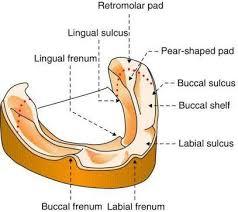 Retromolar pad
Lingual sulcus
Pear-shaped pad
Lingual frenum
Buccal sulcus
Buccal shelf
Labial sulcus
Buccal frenum Labial frenum